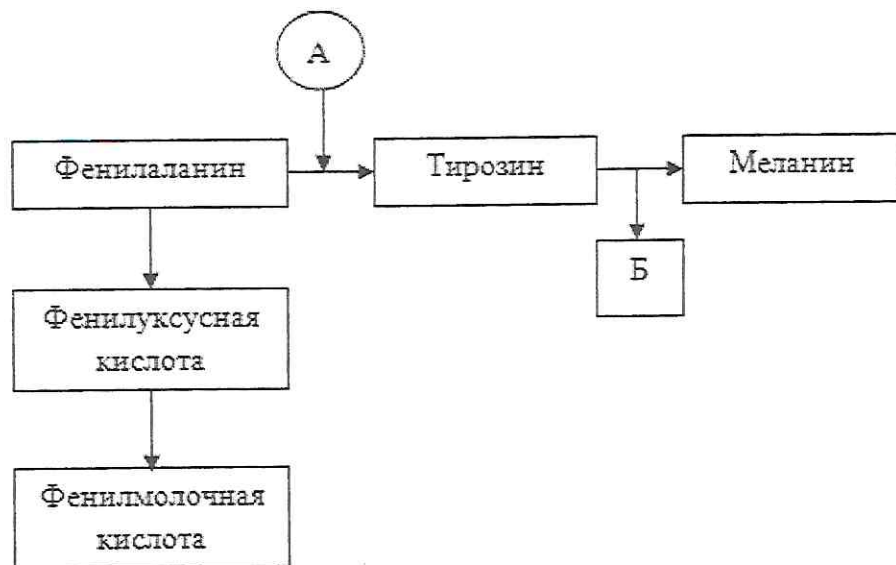 А
Фенилаланин
Тирозин
Меланин
Б
Фенилуксусная
кислота
Фенилмолочная
кислота